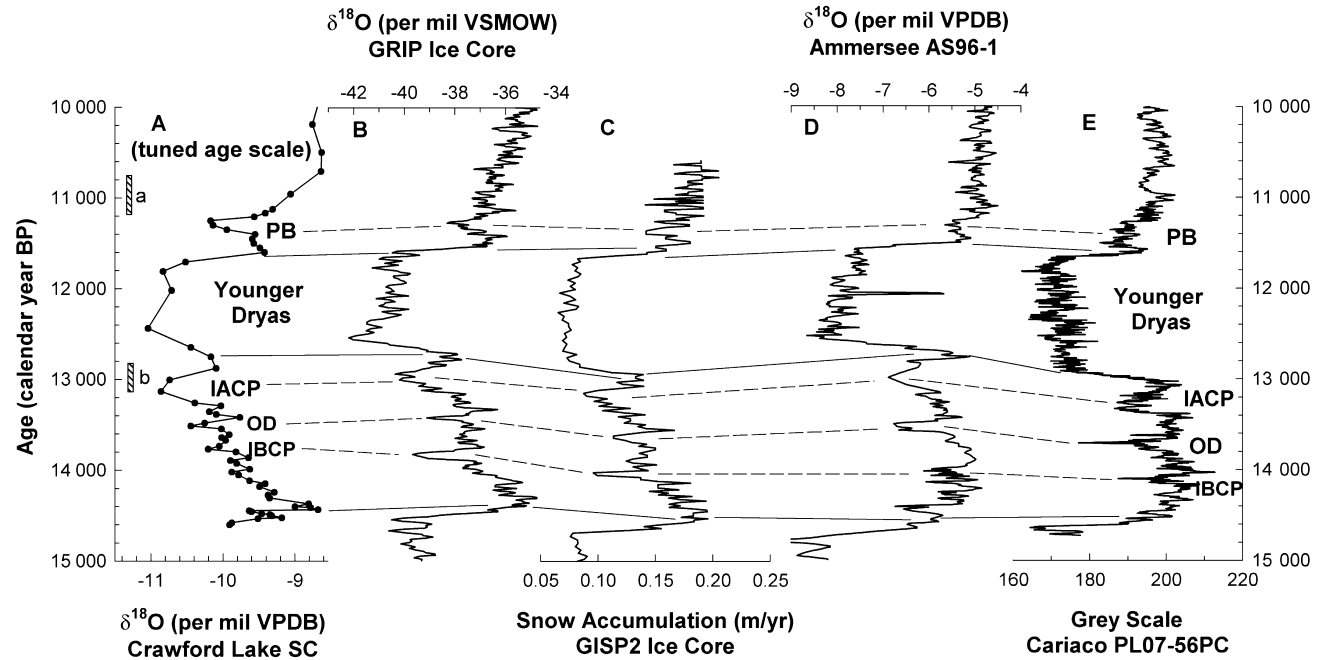 δ18O (per mil VSMOW)
GRIP Ice Core
δ18O (per mil VPDB)
Ammersee AS96-1
-42 -40 -38 -36 -34
-9 -8 -7 -6 -5 -4
10 000
11 000
12 000
13 000
14 000
15 000
Age (calendar year BP)
A
(tuned age scale)
B
C
D
E
a
b
PB
Younger
Dryas
IACP
OD
IBCP
PB
Younger
Dryas
IACP
OD
IBCP
10 000
11 000
12 000
13 000
14 000
15 000
-11 -10 -9
0.05 0.10 0.15 0.20 0.25
160 180 200 220
δ18O (per mil VPDB)
Crawford Lake SC
Snow Accumulation (m/yr)
GISP2 Ice Core
Grey Scale
Cariaco PL07-56PC